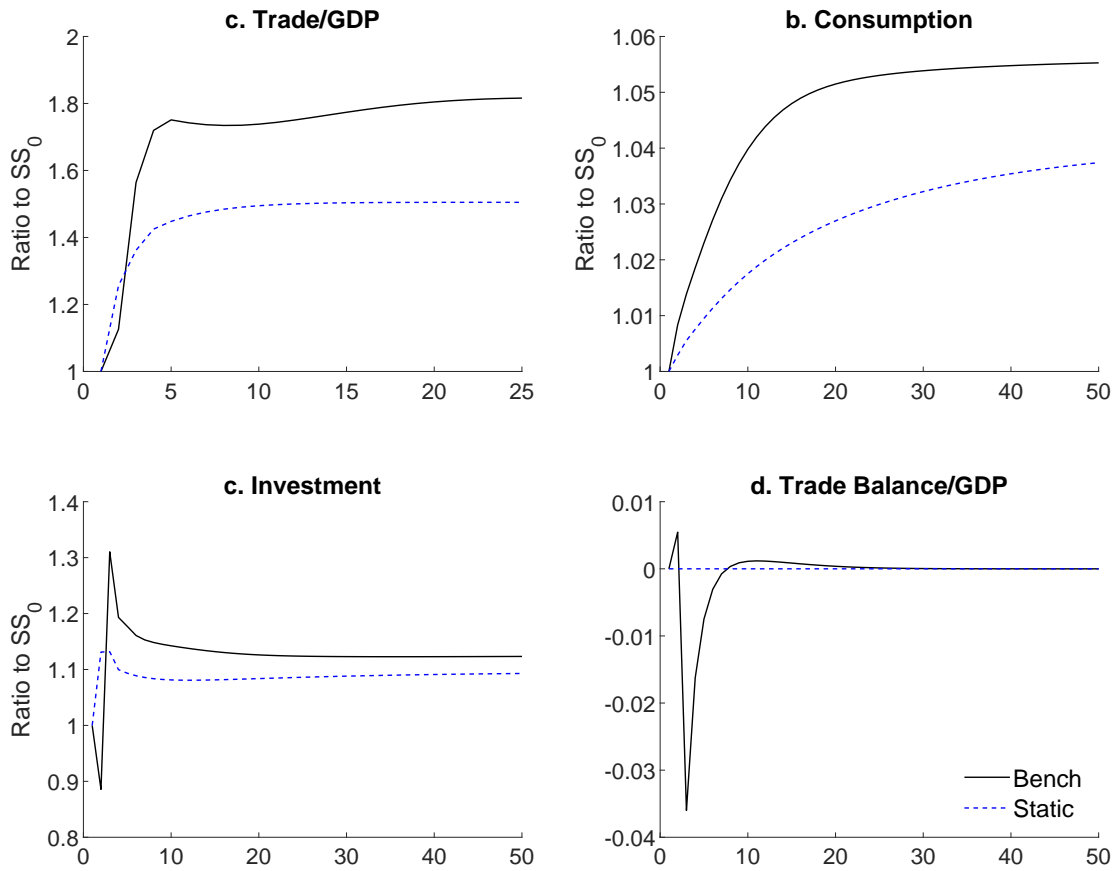 c. Trade/GDP
2
1.8
1.6
1.4
1.2
1
Ratio to SS0
0 5 10 15 20 25
b. Consumption
1.06
1.05
1.04
1.03
1.02
1.01
1
Ratio to SS0
0 10 20 30 40 50
c. Investment
1.4
1.3
1.2
1.1
1
0.9
0.8
Ratio to SS0
0 10 20 30 40 50
d. Trade Balance/GDP
0.01
0
-0.01
-0.02
-0.03
-0.04
Bench
Static
0 10 20 30 40 50